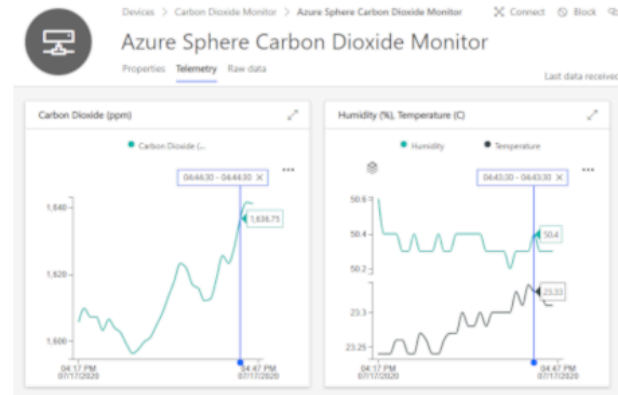 Devices > Carbon Dioxide Monitor > Azure Sphere Carbon Dioxide Monitor
Connect
Block
Azure Sphere Carbon Dioxide Monitor
Properties Telemetry Raw data
Last data received
Carbon Dioxide (ppm)
Carbon Dioxide (...
04:44:30 - 04:44:30 ×
1,640
1,636.75
1,620
1,600
04:17 PM
07/17/2020
04:47 PM
07/17/2020
Humidity (%), Temperature (C)
Humidity
Temperature
04:43:30 - 04:43:30 ×
50.6
50.4
50.4
50.2
23.33
23.3
23.25
04:17 PM
07/17/2020
04:47 PM
07/17/2020